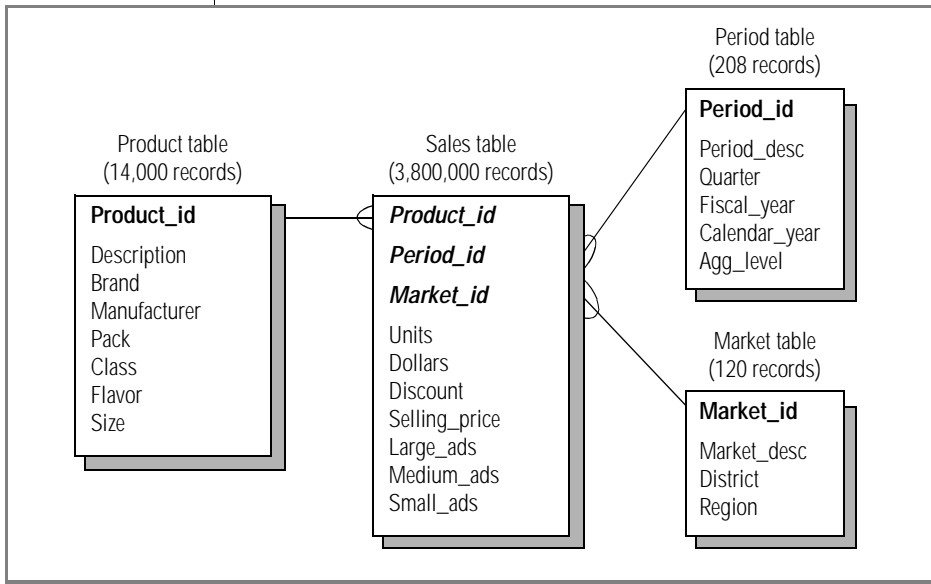 Product table
(14,000 records)
Product_id
Description
Brand
Manufacturer
Pack
Class
Flavor
Size
Sales table
(3,800,000 records)
Product_id
Period_id
Market_id
Units
Dollars
Discount
Selling_price
Large_ads
Medium_ads
Small_ads
Period table
(208 records)
Period_id
Period_desc
Quarter
Fiscal_year
Calendar_year
Agg_level
Market table
(120 records)
Market_id
Market_desc
District
Region